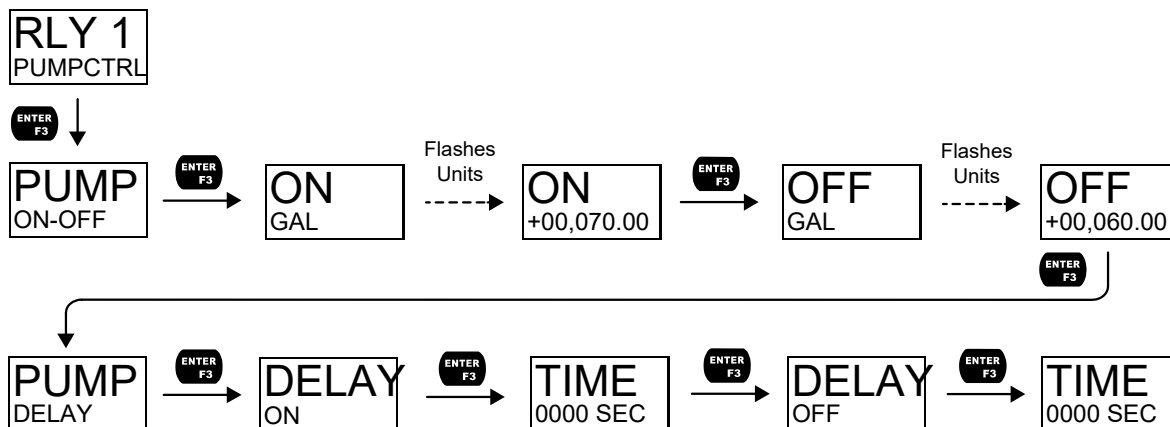 RLY 1
PUMPCTRL
ENTER
F3
PUMP
ON-OFF
ENTER
F3
ON
GAL
Flashes
Units
ON
+00,070.00
ENTER
F3
OFF
GAL
Flashes
Units
OFF
+00,060.00
ENTER
F3
PUMP
DELAY
ENTER
F3
DELAY
ON
ENTER
F3
TIME
0000 SEC
ENTER
F3
DELAY
OFF
ENTER
F3
TIME
0000 SEC